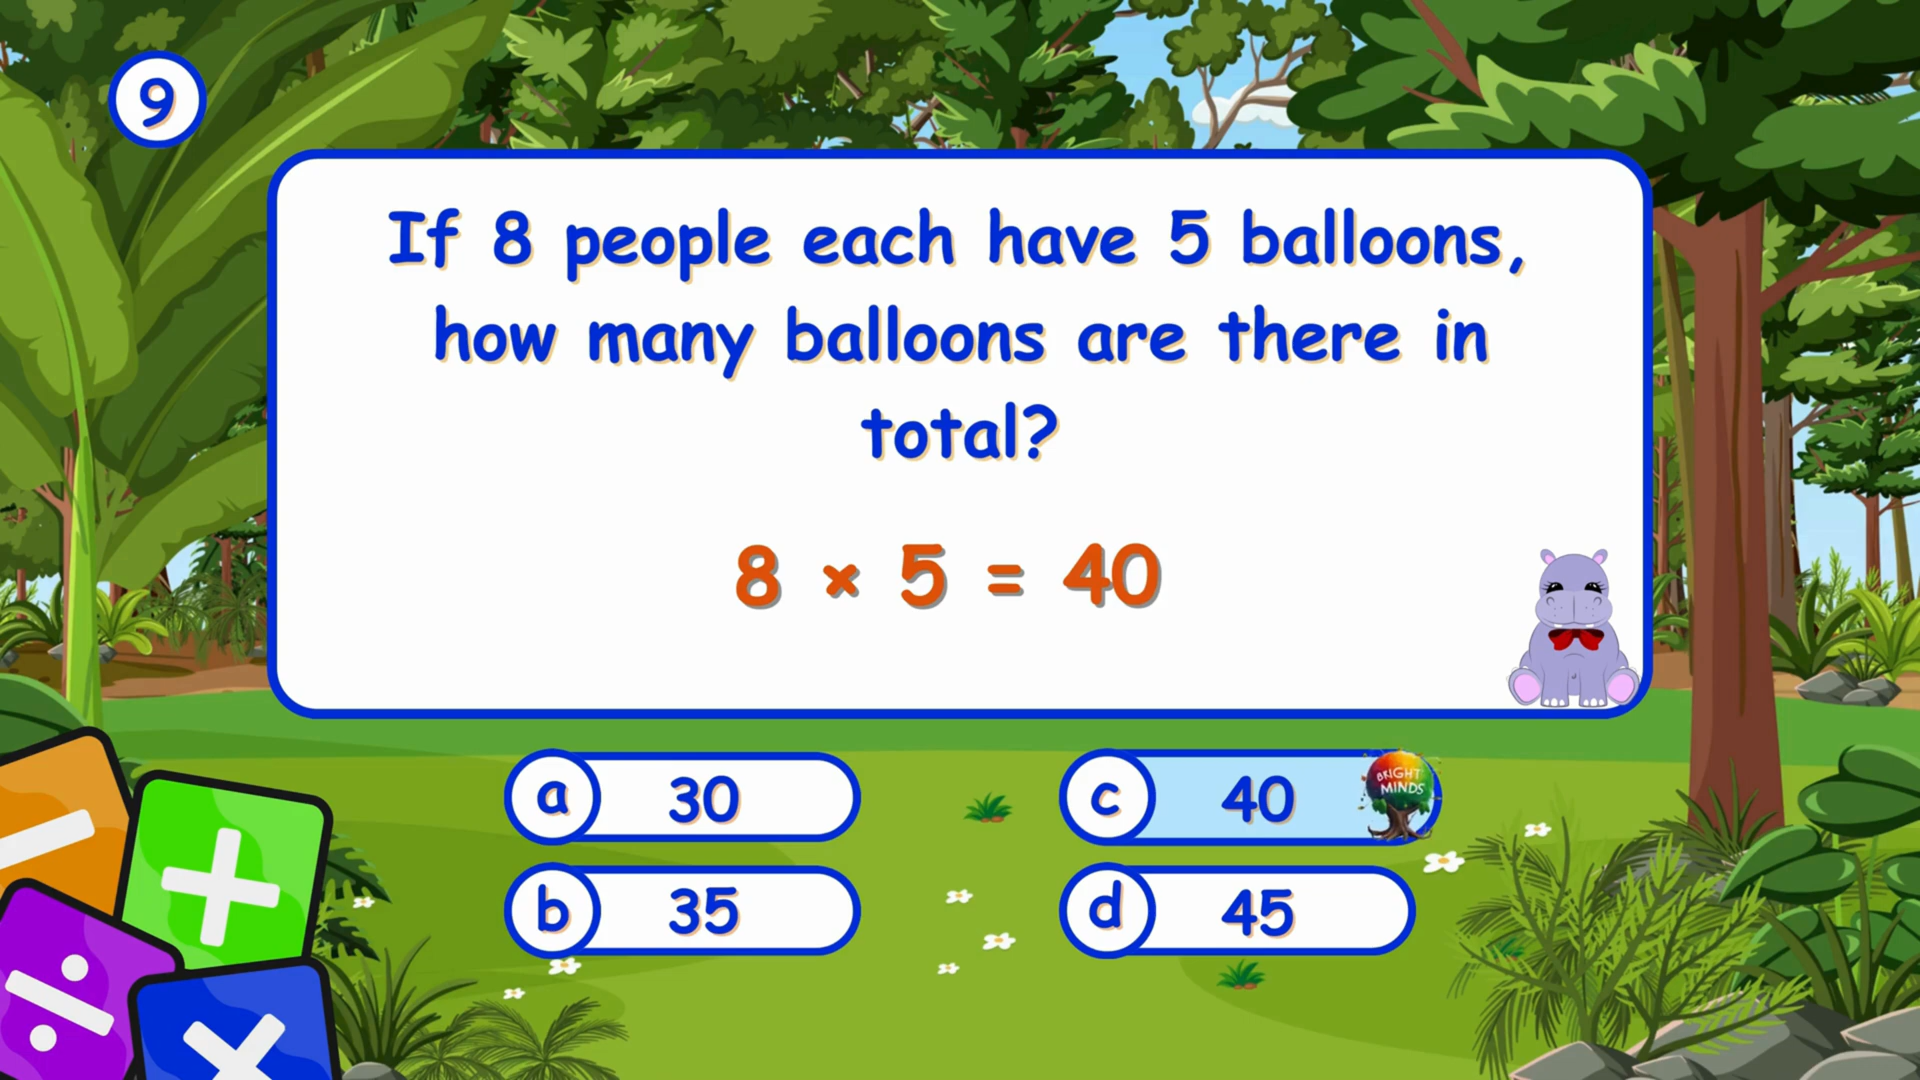 9
If 8 people each have 5 balloons,
how many balloons are there in
total?
8 × 5 = 40
a 30
c 40
BRIGHT
MINDS
b 35
d 45